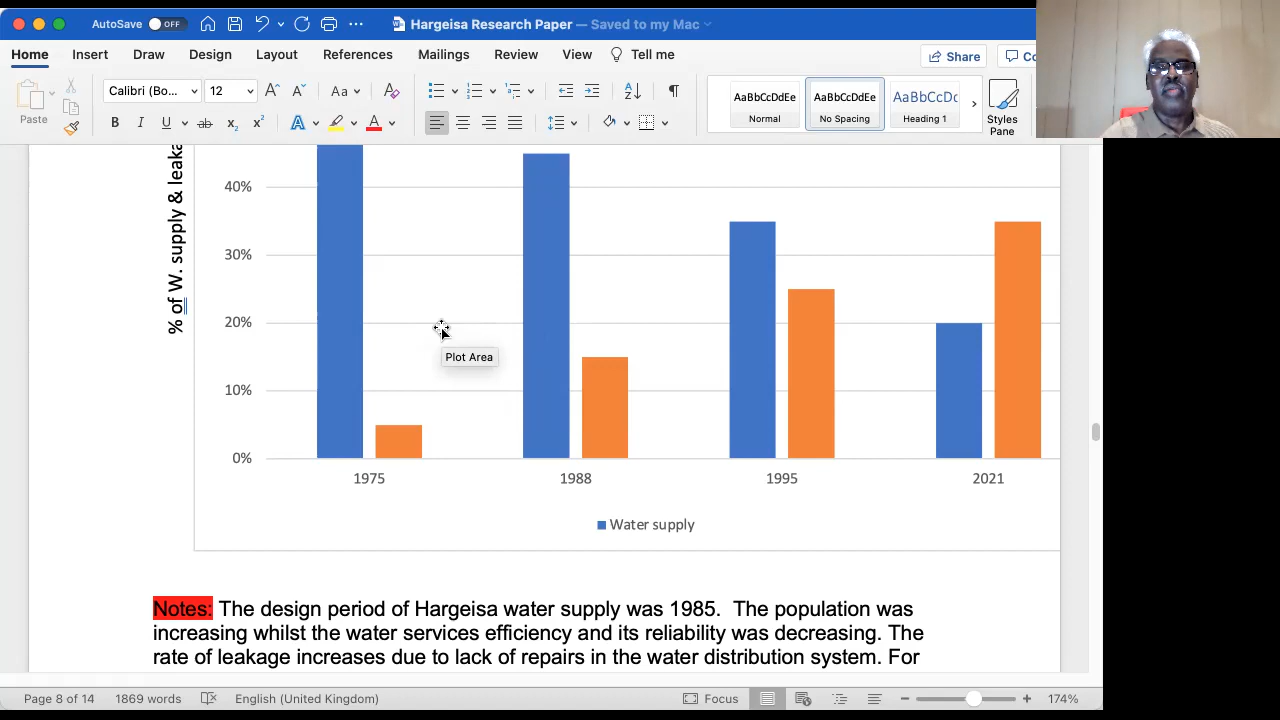 AutoSave OFF Hargeisa Research Paper — Saved to my Mac
Home Insert Draw Design Layout References Mailings Review View Tell me Share Co
Paste Calibri (Bo... 12 Aa AaBbCcDdEe Normal AaBbCcDdEe No Spacing AaBbCcDc Heading 1 Styles Pane
% of W. supply & leaka
40%
30%
20%
10%
0%
Plot Area
1975 1988 1995 2021
Water supply
Notes: The design period of Hargeisa water supply was 1985. The population was
increasing whilst the water services efficiency and its reliability was decreasing. The
rate of leakage increases due to lack of repairs in the water distribution system. For
Page 8 of 14 1869 words English (United Kingdom) Focus 174%